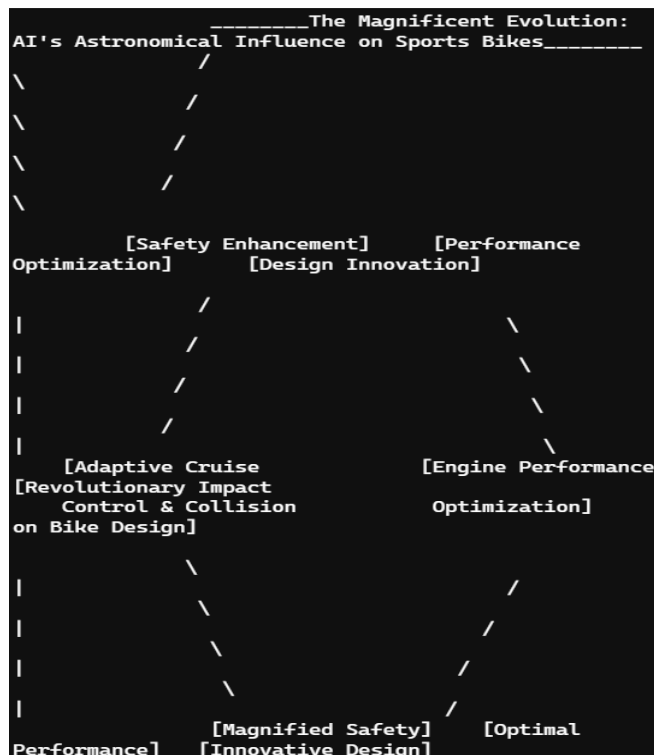 ________The Magnificent Evolution:
AI's Astronomical Influence on Sports Bikes________
/
\
/
\
/
\
/
\
[Safety Enhancement] [Performance
Optimization] [Design Innovation]
/
| \
/
| \
/
| \
/
| \
[Adaptive Cruise [Engine Performance
[Revolutionary Impact
Control & Collision Optimization]
on Bike Design]
\
| /
\
| /
\
| /
\
| /
[Magnified Safety] [Optimal
Performance] [Innovative Design]